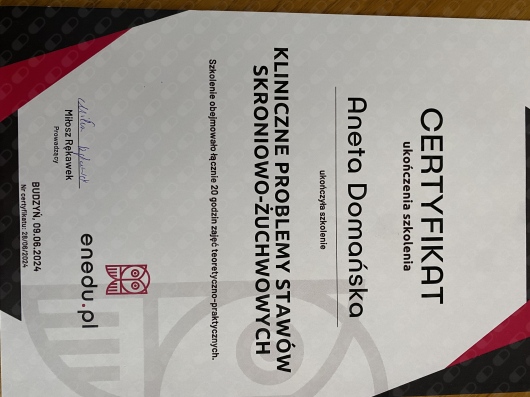 CERTYFIKAT
ukończenia szkolenia
Aneta Domańska
ukończyła szkolenie
KLINICZNE PROBLEMY STAWÓW
SKRONIOWO-ŻUCHWOWYCH
Szkolenie obejmowało łącznie 20 godzin zajęć teoretyczno-praktycznych.
Miłosz Rękawek
Prowadzący
enedu.pl
BUDZYŃ, 09.06.2024
Nr certyfikatu: 28/06/2024